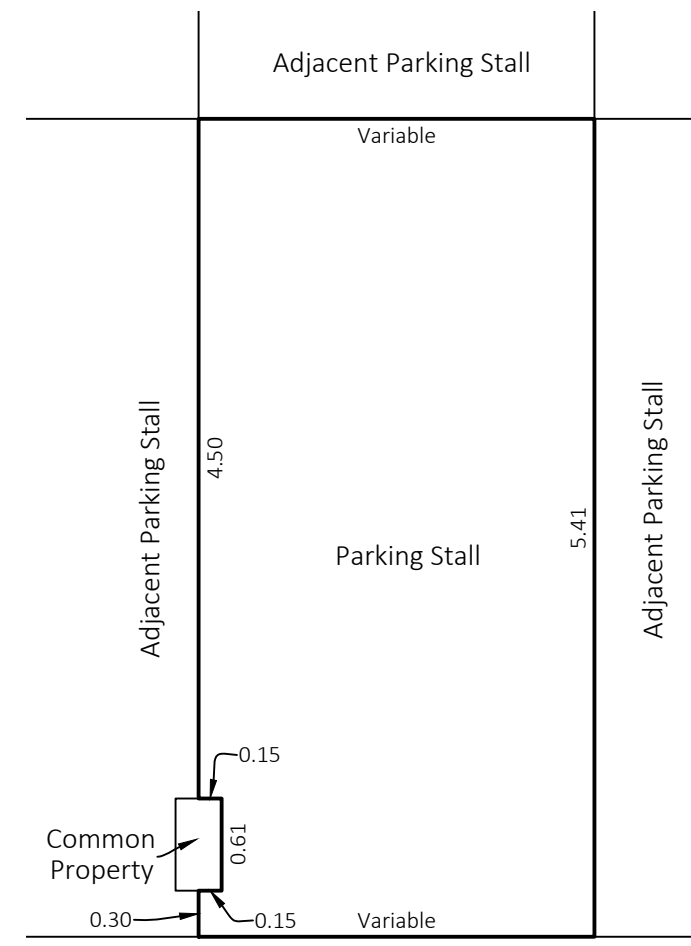 Adjacent Parking Stall
Variable
Adjacent Parking Stall
4.50
Parking Stall
5.41
Adjacent Parking Stall
0.15
Common
Property
0.61
0.30
0.15
Variable